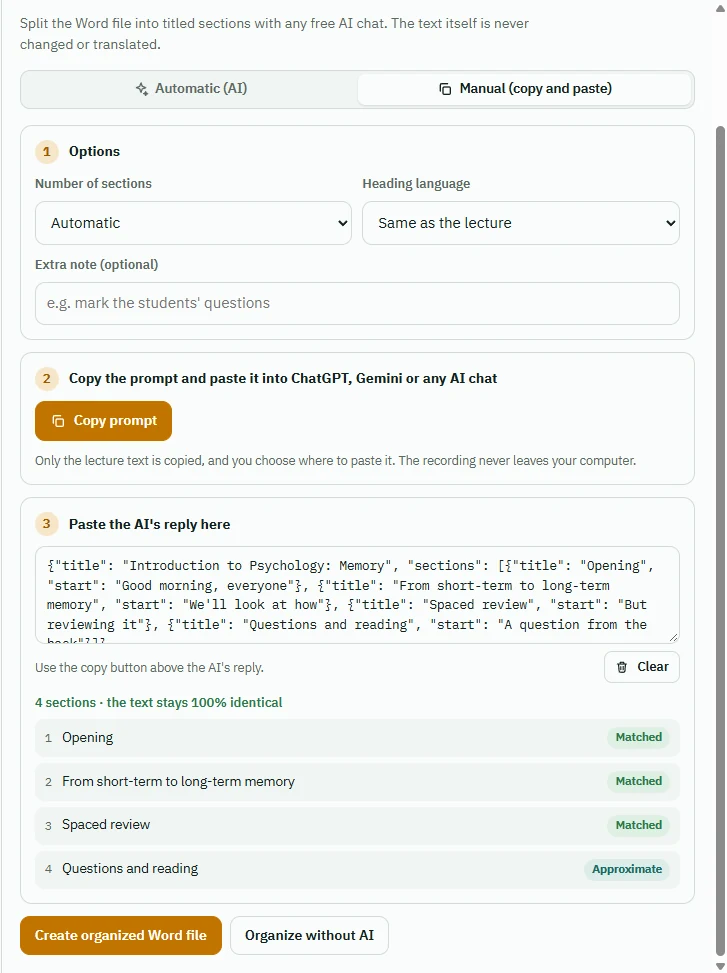 Split the Word file into titled sections with any free AI chat. The text itself is never
changed or translated.
Automatic (AI)
Manual (copy and paste)
1 Options
Number of sections
Heading language
Automatic
Same as the lecture
Extra note (optional)
e.g. mark the students' questions
2 Copy the prompt and paste it into ChatGPT, Gemini or any AI chat
Copy prompt
Only the lecture text is copied, and you choose where to paste it. The recording never leaves your computer.
3 Paste the AI's reply here
{"title": "Introduction to Psychology: Memory", "sections": [{"title": "Opening",
"start": "Good morning, everyone"}, {"title": "From short-term to long-term
memory", "start": "We'll look at how"}, {"title": "Spaced review", "start": "But
reviewing it"}, {"title": "Questions and reading", "start": "A question from the
back"}]}
Use the copy button above the AI's reply.
Clear
4 sections · the text stays 100% identical
1 Opening Matched
2 From short-term to long-term memory Matched
3 Spaced review Matched
4 Questions and reading Approximate
Create organized Word file
Organize without AI